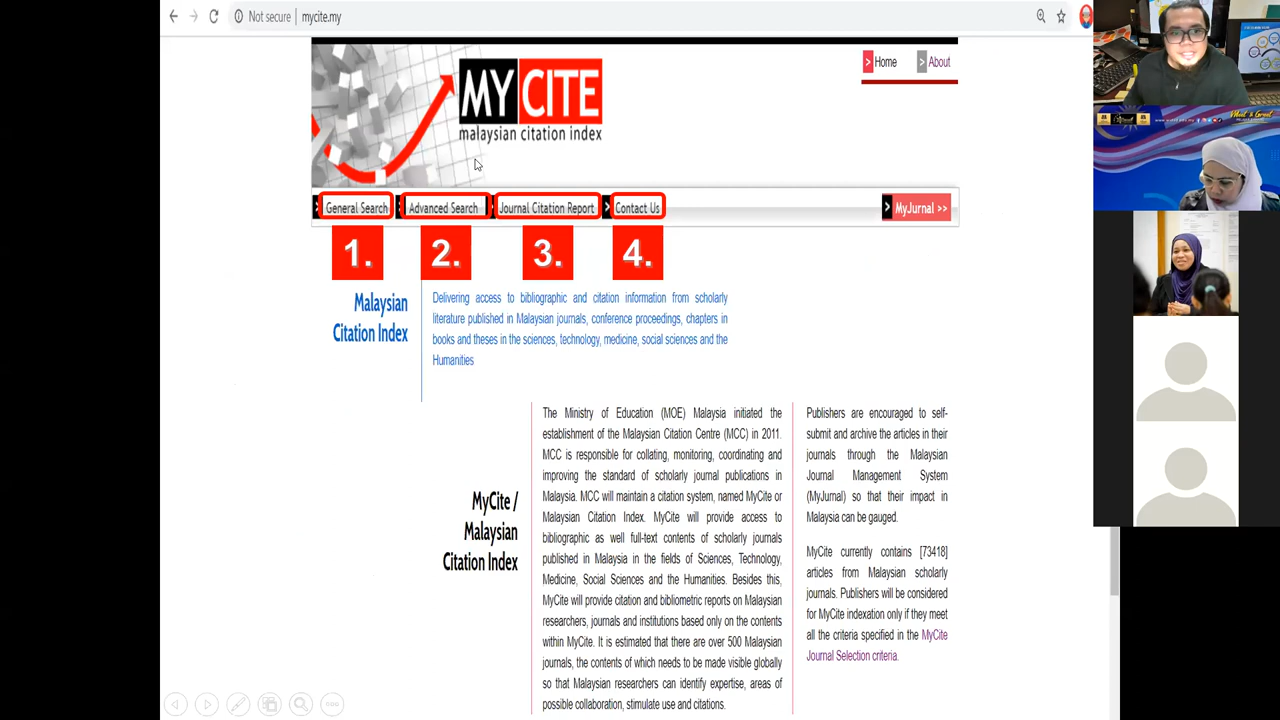 Not secure | mycite.my
Home
About
MYCITE
malaysian citation index
General Search
Advanced Search
Journal Citation Report
Contact Us
MyJurnal >>
1.
2.
3.
4.
Malaysian
Citation Index
Delivering access to bibliographic and citation information from scholarly
literature published in Malaysian journals, conference proceedings, chapters in
books and theses in the sciences, technology, medicine, social sciences and the
Humanities
MyCite /
Malaysian
Citation Index
The Ministry of Education (MOE) Malaysia initiated the
establishment of the Malaysian Citation Centre (MCC) in 2011.
MCC is responsible for collating, monitoring, coordinating and
improving the standard of scholarly journal publications in
Malaysia. MCC will maintain a citation system, named MyCite or
Malaysian Citation Index. MyCite will provide access to
bibliographic as well full-text contents of scholarly journals
published in Malaysia in the fields of Sciences, Technology,
Medicine, Social Sciences and the Humanities. Besides this,
MyCite will provide citation and bibliometric reports on Malaysian
researchers, journals and institutions based only on the contents
within MyCite. It is estimated that there are over 500 Malaysian
journals, the contents of which needs to be made visible globally
so that Malaysian researchers can identify expertise, areas of
possible collaboration, stimulate use and citations.
Publishers are encouraged to self-
submit and archive the articles in their
journals through the Malaysian
Journal Management System
(MyJurnal) so that their impact in
Malaysia can be gauged.
MyCite currently contains [73418]
articles from Malaysian scholarly
journals. Publishers will be considered
for MyCite indexation only if they meet
all the criteria specified in the MyCite
Journal Selection criteria.